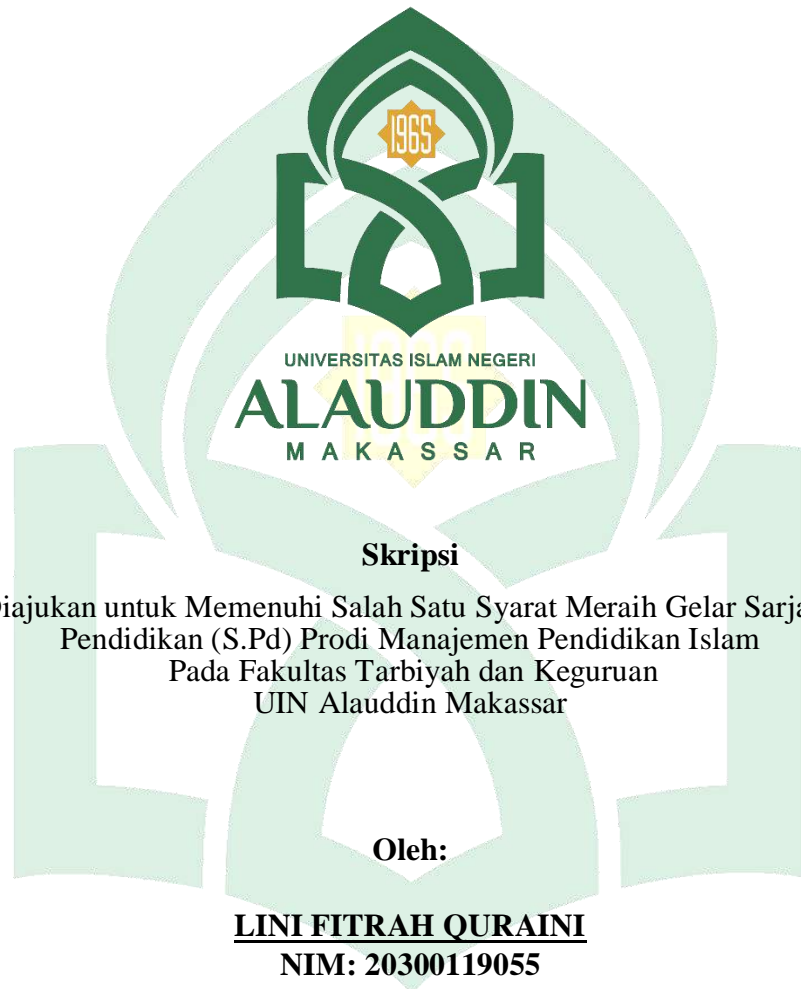 1965
UNIVERSITAS ISLAM NEGERI
ALAUDDIN
MAKASSAR
Skripsi
iajukan untuk Memenuhi Salah Satu Syarat Meraih Gelar Sarja
Pendidikan (S.Pd) Prodi Manajemen Pendidikan Islam
Pada Fakultas Tarbiyah dan Keguruan
UIN Alauddin Makassar
Oleh:
LINI FITRAH QURAINI
NIM: 20300119055